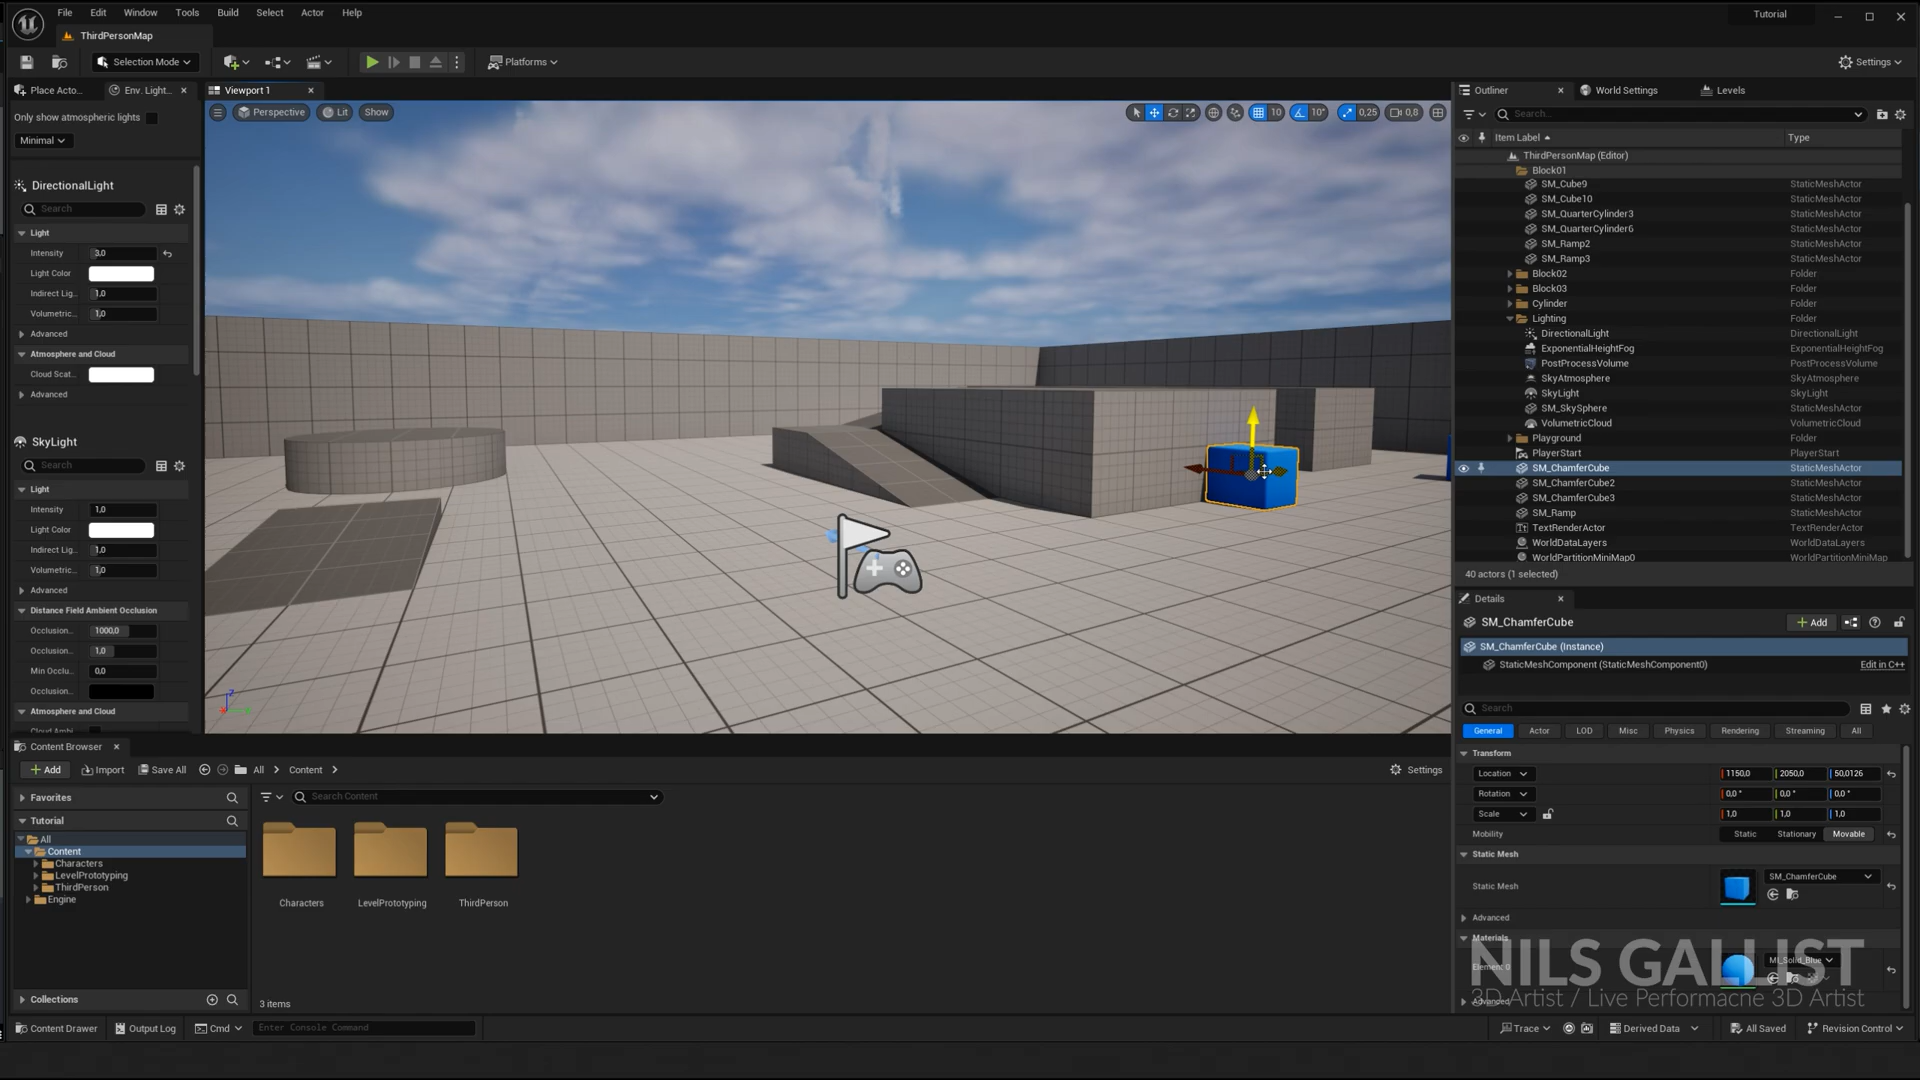 File Edit Window Tools Build Select Actor Help
Tutorial
ThirdPersonMap
Selection Mode
Platforms
Settings
Place Acto...
Env. Light...
Only show atmospheric lights
Minimal
DirectionalLight
Search
Light
Intensity 3,0
Light Color
Indirect Lig... 1,0
Volumetric... 1,0
Advanced
Atmosphere and Cloud
Cloud Scat...
Advanced
SkyLight
Search
Light
Intensity 1,0
Light Color
Indirect Lig... 1,0
Volumetric... 1,0
Advanced
Distance Field Ambient Occlusion
Occlusion... 1000,0
Occlusion... 1,0
Min Occlu... 0,0
Occlusion...
Atmosphere and Cloud
Cloud Ambi
Viewport 1
Perspective Lit Show
10 10° 0,25 0,8
Z
Outliner World Settings Levels
Search...
Item Label Type
ThirdPersonMap (Editor)
Block01
SM_Cube9 StaticMeshActor
SM_Cube10 StaticMeshActor
SM_QuarterCylinder3 StaticMeshActor
SM_QuarterCylinder6 StaticMeshActor
SM_Ramp2 StaticMeshActor
SM_Ramp3 StaticMeshActor
Block02 Folder
Block03 Folder
Cylinder Folder
Lighting Folder
DirectionalLight DirectionalLight
ExponentialHeightFog ExponentialHeightFog
PostProcessVolume PostProcessVolume
SkyAtmosphere SkyAtmosphere
SkyLight SkyLight
SM_SkySphere StaticMeshActor
VolumetricCloud VolumetricCloud
Playground Folder
PlayerStart PlayerStart
SM_ChamferCube StaticMeshActor
SM_ChamferCube2 StaticMeshActor
SM_ChamferCube3 StaticMeshActor
SM_Ramp StaticMeshActor
TextRenderActor TextRenderActor
WorldDataLayers WorldDataLayers
WorldPartitionMiniMap0 WorldPartitionMiniMap
40 actors (1 selected)
Details
SM_ChamferCube
Add
SM_ChamferCube (Instance)
StaticMeshComponent (StaticMeshComponent0) Edit in C++
Search
General Actor LOD Misc Physics Rendering Streaming All
Transform
Location 1150,0 2050,0 50,0126
Rotation 0,0 ° 0,0 ° 0,0 °
Scale 1,0 1,0 1,0
Mobility Static Stationary Movable
Static Mesh
Static Mesh SM_ChamferCube
Advanced
Materials
Element 0 MI_Solid_Blue
Advanced
NILS GALLIST
3D Artist / Live Performacne 3D Artist
Content Browser
Add Import Save All All Content
Settings
Favorites
Tutorial
All
Content
Characters
LevelPrototyping
ThirdPerson
Engine
Collections
Search Content
Characters LevelPrototyping ThirdPerson
3 items
Content Drawer Output Log Cmd Enter Console Command
Trace Derived Data All Saved Revision Control